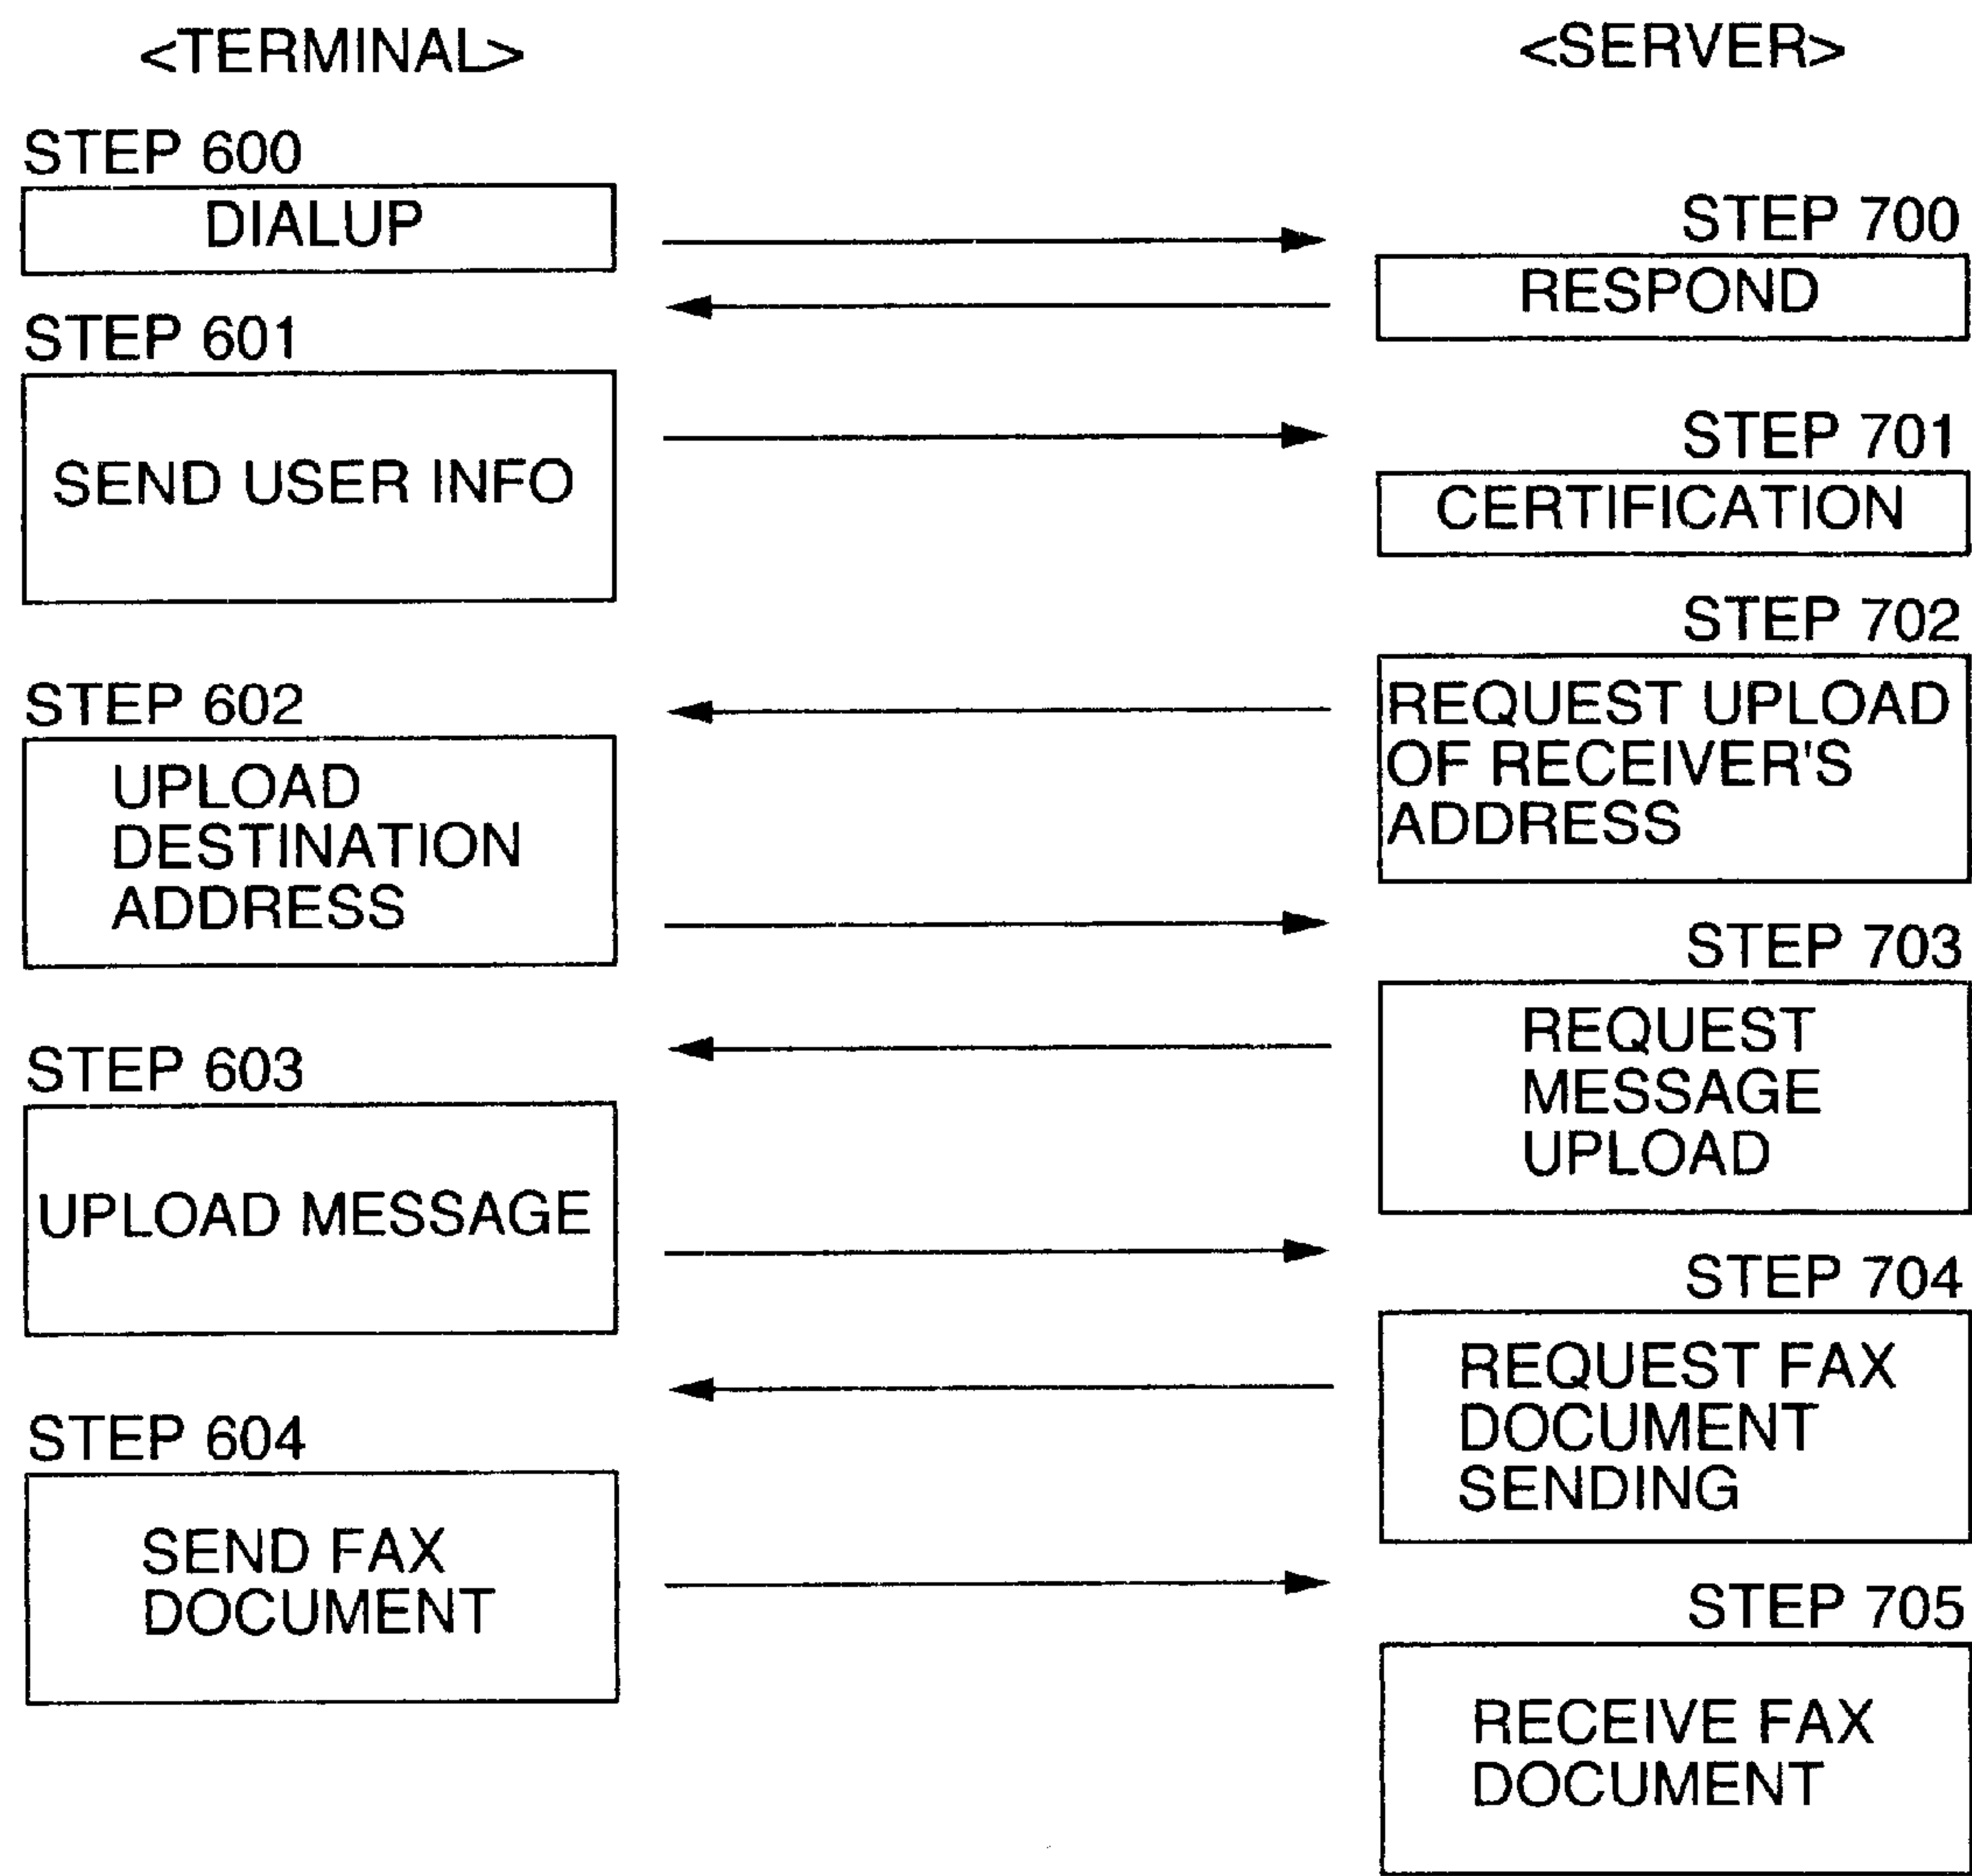 <TERMINAL>
<SERVER>
STEP 600
DIALUP
STEP 700
RESPOND
STEP 601
SEND USER INFO
STEP 701
CERTIFICATION
STEP 702
REQUEST UPLOAD
OF RECEIVER'S
ADDRESS
STEP 602
UPLOAD
DESTINATION
ADDRESS
STEP 703
REQUEST
MESSAGE
UPLOAD
STEP 603
UPLOAD MESSAGE
STEP 704
REQUEST FAX
DOCUMENT
SENDING
STEP 604
SEND FAX
DOCUMENT
STEP 705
RECEIVE FAX
DOCUMENT